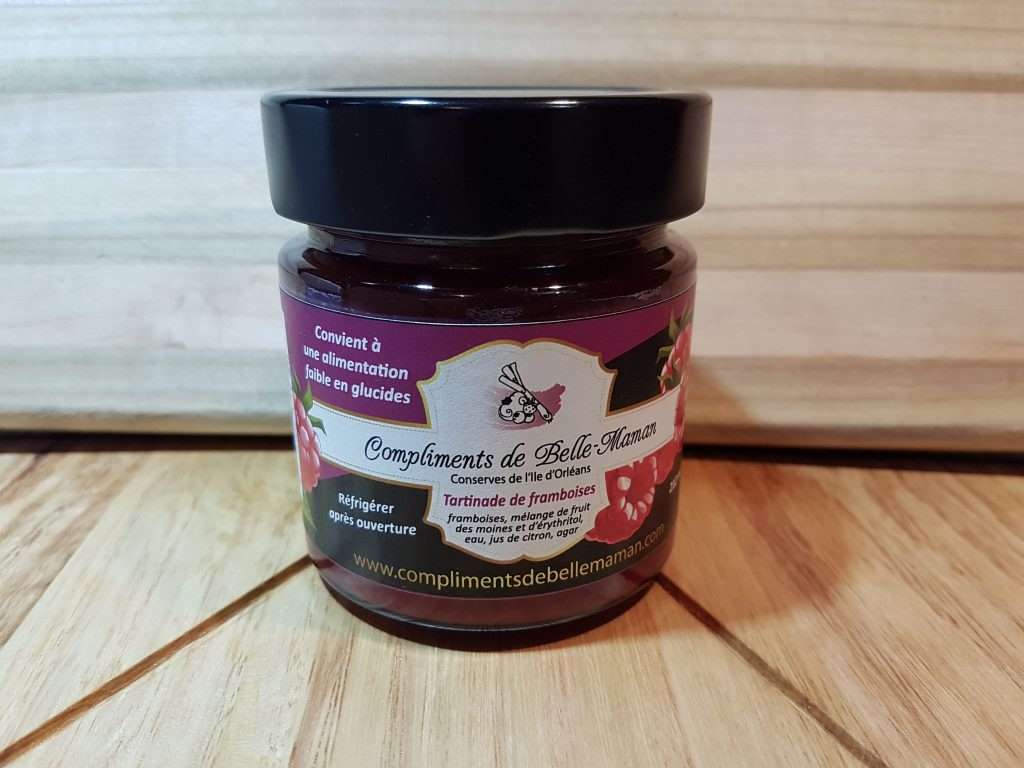 Convient à
une alimentation
faible en glucides
Compliments de Belle-Maman
Conserves de l'Ile d'Orléans
Tartinade de framboises
framboises, mélange de fruit
des moines et d'érythritol,
eau, jus de citron, agar
Réfrigérer
après ouverture
www.complimentsdebellemaman.com